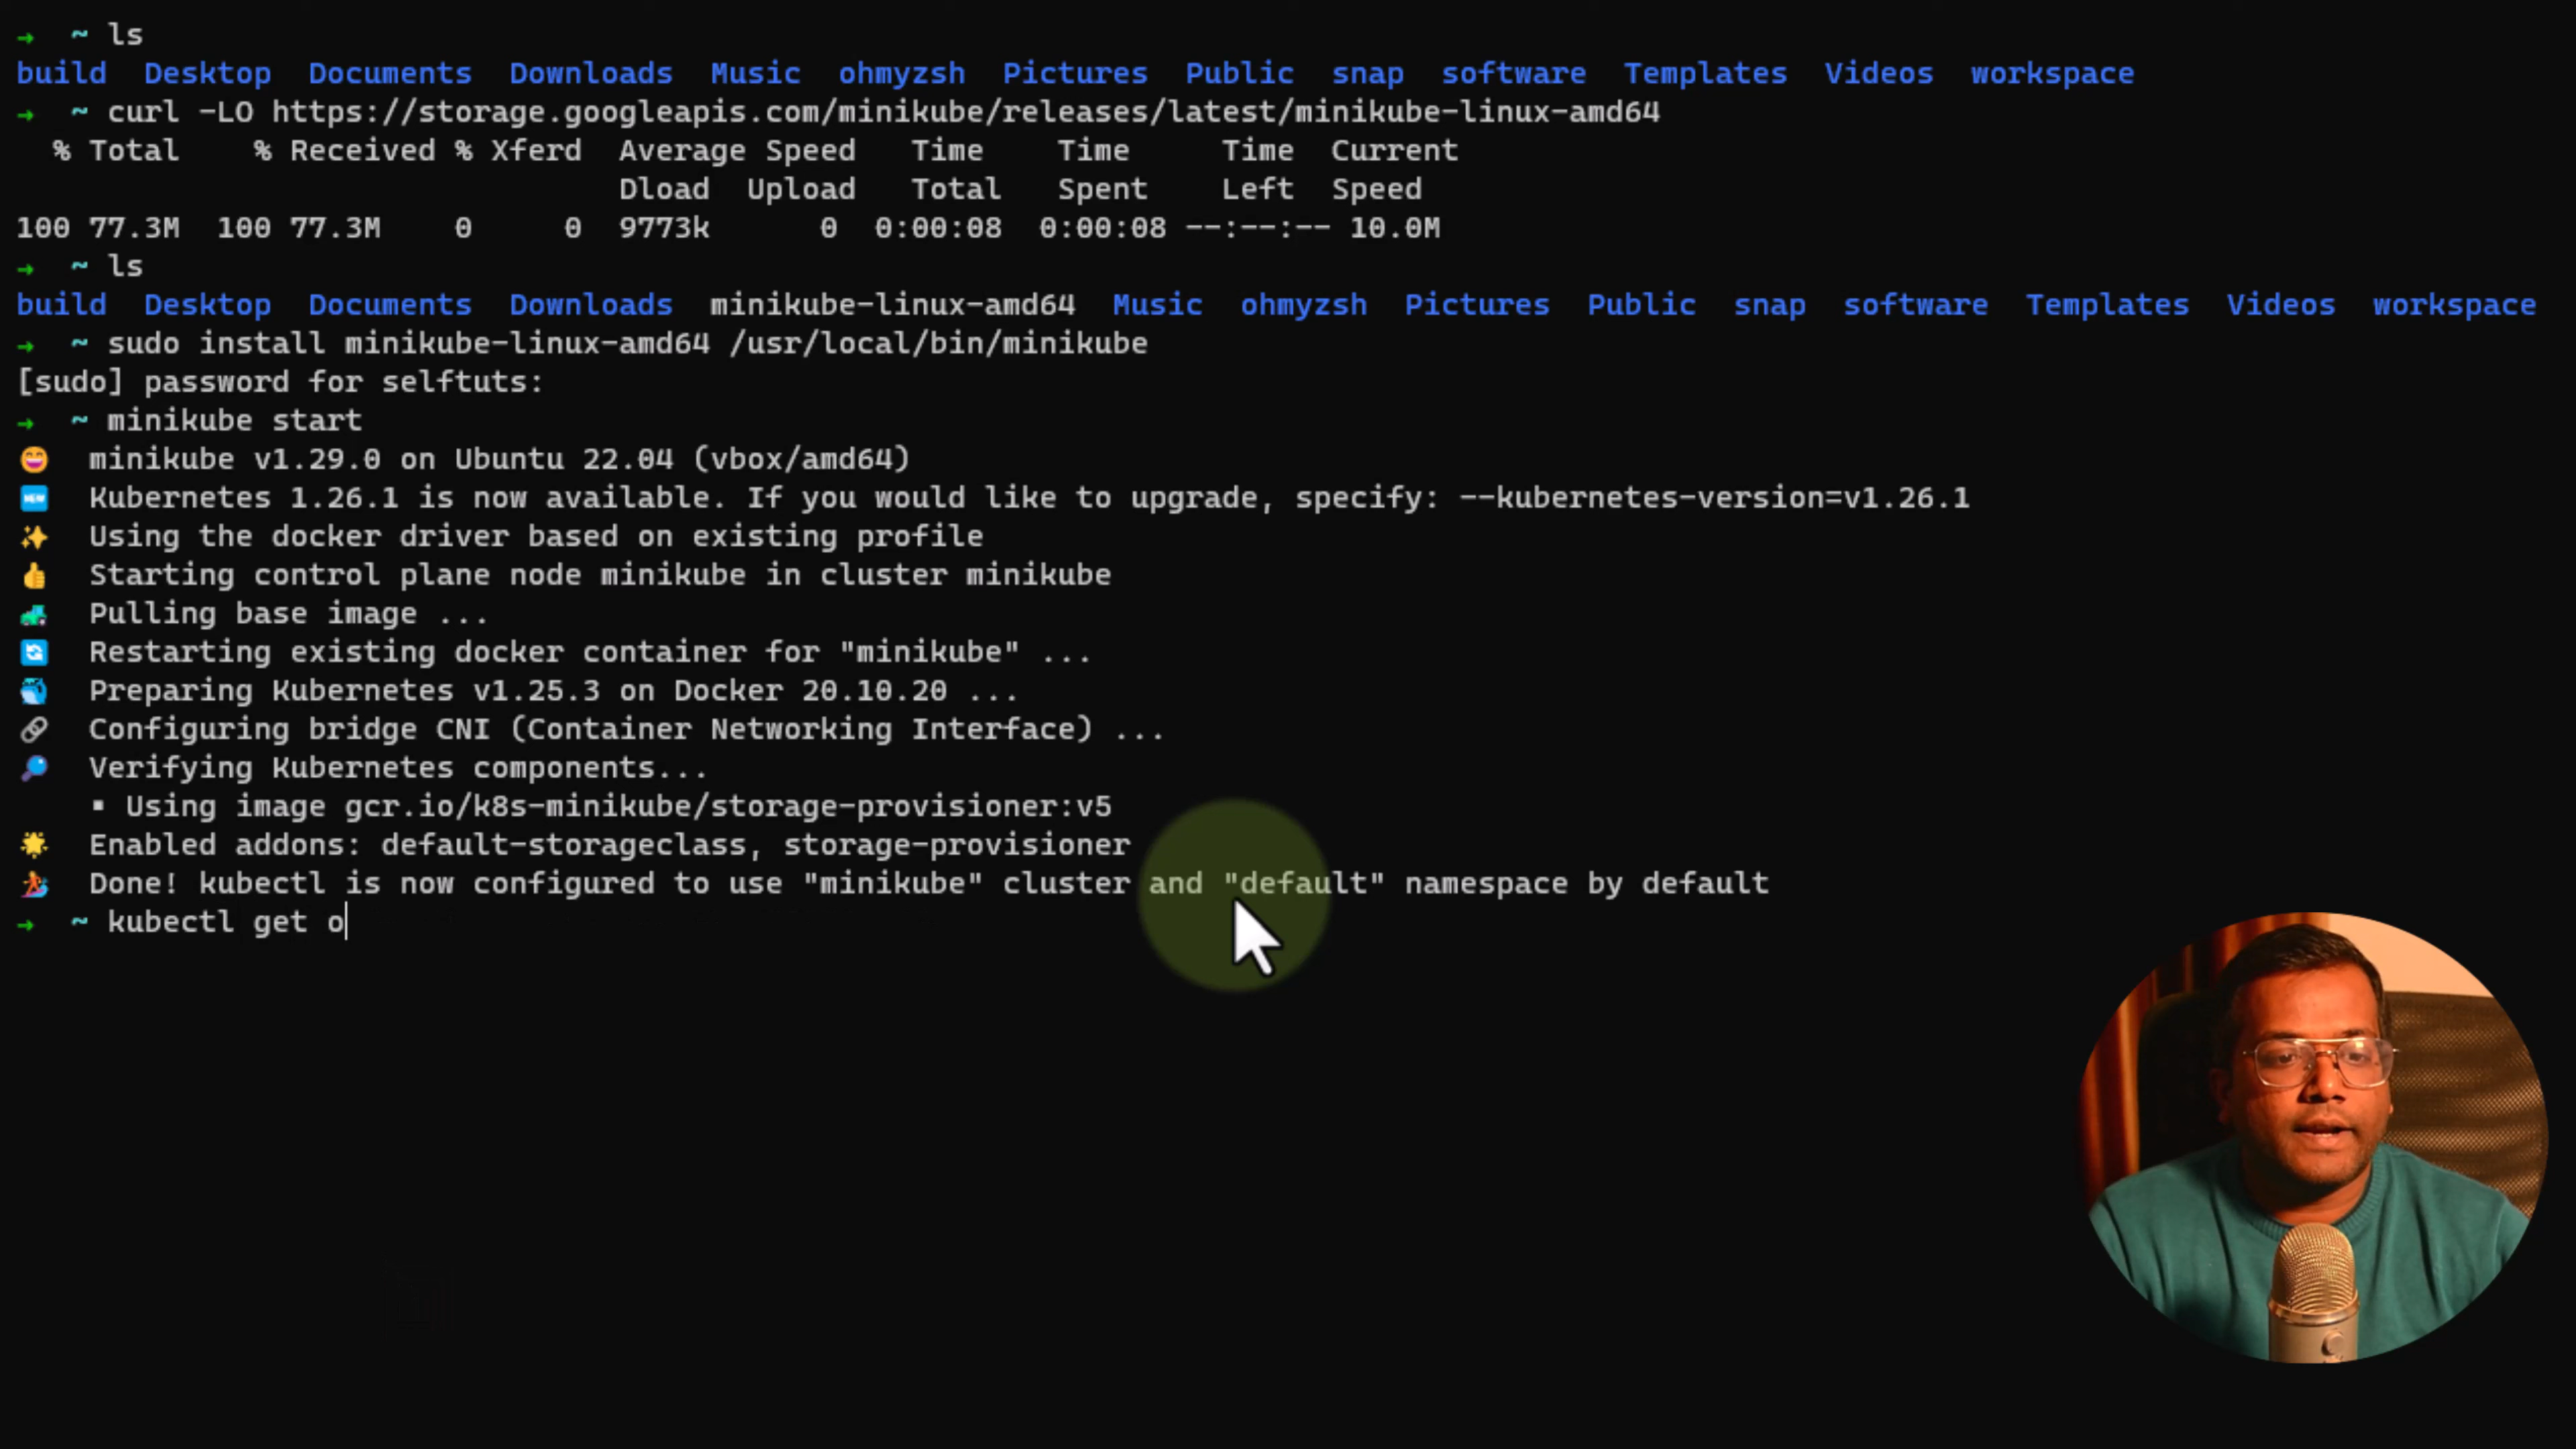 → ~ ls
build Desktop Documents Downloads Music ohmyzsh Pictures Public snap software Templates Videos workspace
→ ~ curl -LO https://storage.googleapis.com/minikube/releases/latest/minikube-linux-amd64
% Total % Received % Xferd Average Speed Time Time Time Current
Dload Upload Total Spent Left Speed
100 77.3M 100 77.3M 0 0 9773k 0 0:00:08 0:00:08 --:--:-- 10.0M
→ ~ ls
build Desktop Documents Downloads minikube-linux-amd64 Music ohmyzsh Pictures Public snap software Templates Videos workspace
→ ~ sudo install minikube-linux-amd64 /usr/local/bin/minikube
[sudo] password for selftuts:
→ ~ minikube start
😄 minikube v1.29.0 on Ubuntu 22.04 (vbox/amd64)
🆕 Kubernetes 1.26.1 is now available. If you would like to upgrade, specify: --kubernetes-version=v1.26.1
✨ Using the docker driver based on existing profile
👍 Starting control plane node minikube in cluster minikube
🚜 Pulling base image ...
🔄 Restarting existing docker container for "minikube" ...
🐳 Preparing Kubernetes v1.25.3 on Docker 20.10.20 ...
🔗 Configuring bridge CNI (Container Networking Interface) ...
🔎 Verifying Kubernetes components...
▪ Using image gcr.io/k8s-minikube/storage-provisioner:v5
🌟 Enabled addons: default-storageclass, storage-provisioner
🏄 Done! kubectl is now configured to use "minikube" cluster and "default" namespace by default
→ ~ kubectl get o